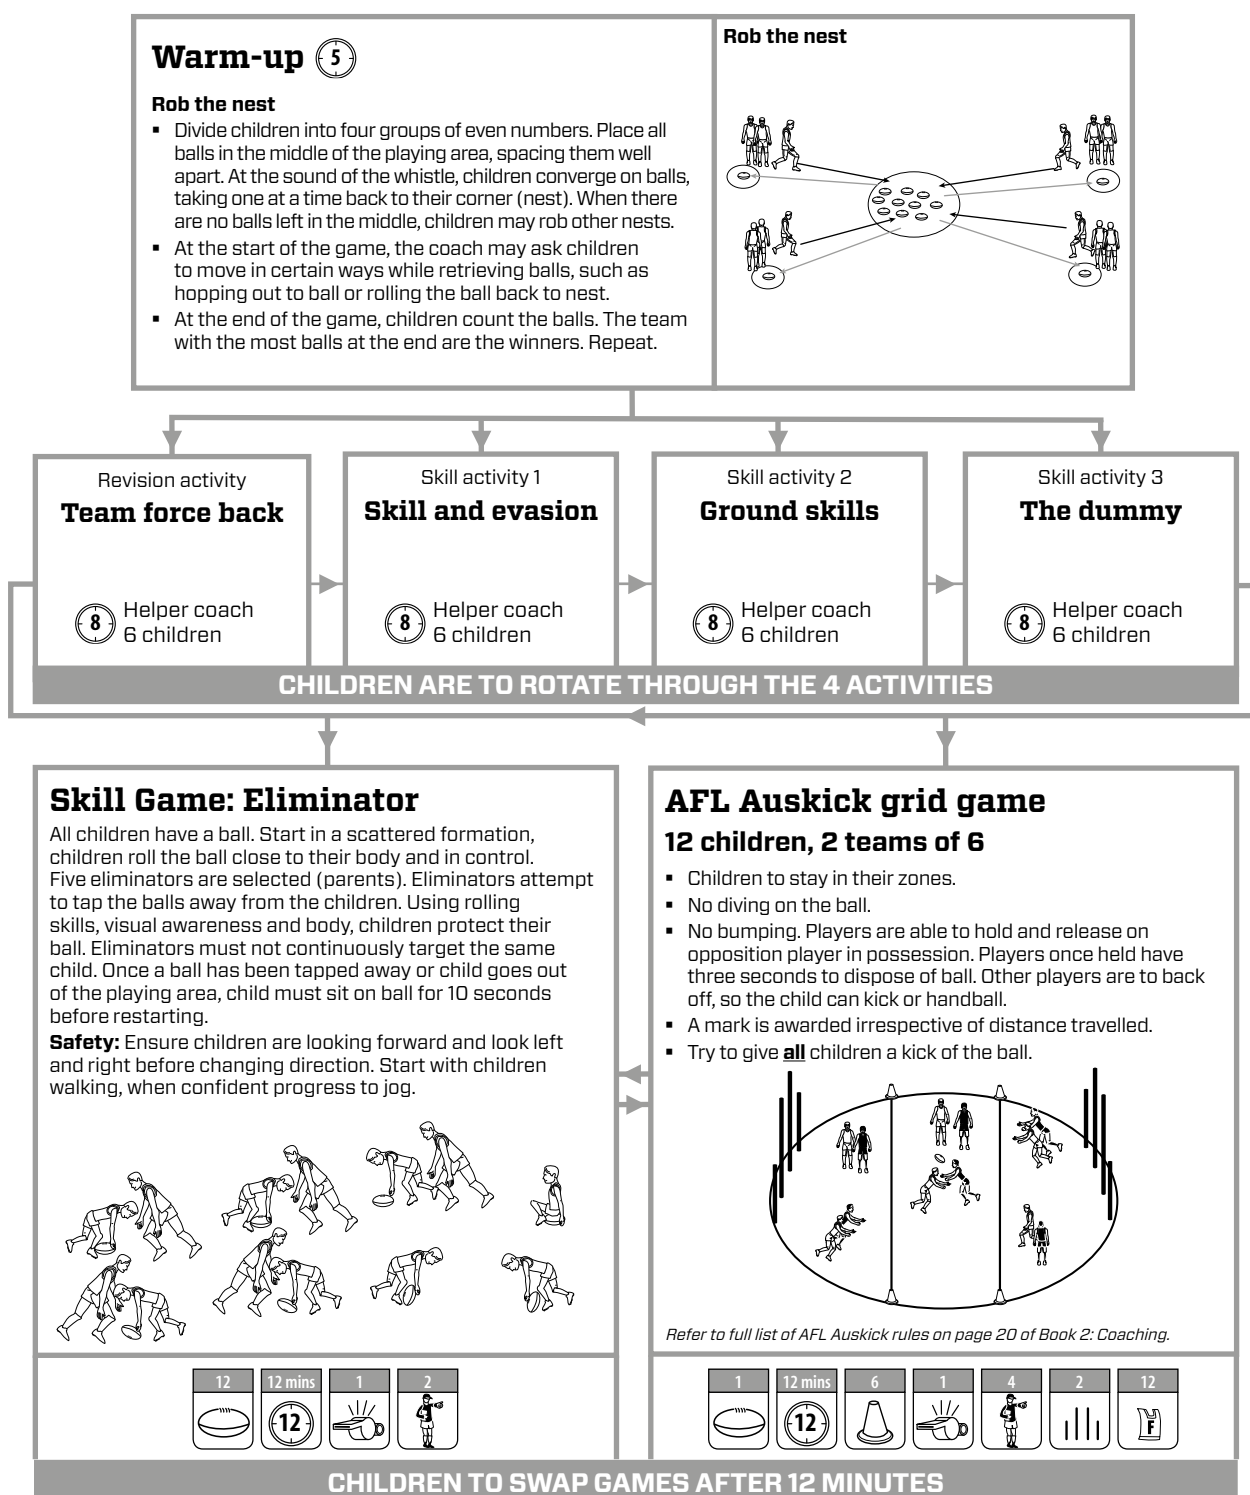 Warm-up 5
Rob the nest
▪ Divide children into four groups of even numbers. Place all
balls in the middle of the playing area, spacing them well
apart. At the sound of the whistle, children converge on balls,
taking one at a time back to their corner (nest). When there
are no balls left in the middle, children may rob other nests.
▪ At the start of the game, the coach may ask children
to move in certain ways while retrieving balls, such as
hopping out to ball or rolling the ball back to nest.
▪ At the end of the game, children count the balls. The team
with the most balls at the end are the winners. Repeat.
Rob the nest
Revision activity
Team force back
8
Helper coach
6 children
Skill activity 1
Skill and evasion
8
Helper coach
6 children
Skill activity 2
Ground skills
8
Helper coach
6 children
Skill activity 3
The dummy
8
Helper coach
6 children
CHILDREN ARE TO ROTATE THROUGH THE 4 ACTIVITIES
Skill Game: Eliminator
All children have a ball. Start in a scattered formation,
children roll the ball close to their body and in control.
Five eliminators are selected (parents). Eliminators attempt
to tap the balls away from the children. Using rolling
skills, visual awareness and body, children protect their
ball. Eliminators must not continuously target the same
child. Once a ball has been tapped away or child goes out
of the playing area, child must sit on ball for 10 seconds
before restarting.
Safety: Ensure children are looking forward and look left
and right before changing direction. Start with children
walking, when confident progress to jog.
12
12 mins
12
1
2
AFL Auskick grid game
12 children, 2 teams of 6
▪ Children to stay in their zones.
▪ No diving on the ball.
▪ No bumping. Players are able to hold and release on
opposition player in possession. Players once held have
three seconds to dispose of ball. Other players are to back
off, so the child can kick or handball.
▪ A mark is awarded irrespective of distance travelled.
▪ Try to give all children a kick of the ball.
Refer to full list of AFL Auskick rules on page 20 of Book 2: Coaching.
1
12 mins
12
6
1
4
2
12
F
CHILDREN TO SWAP GAMES AFTER 12 MINUTES